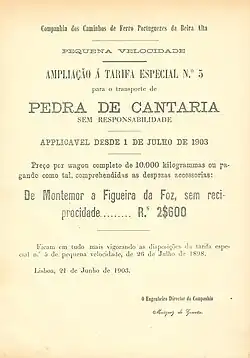 Companhia dos Caminhos de Ferro Portuguezes da Beira Alta
PEQUENA VELOCIDADE
AMPLIAÇÃO Á TARIFA ESPECIAL N.º 5
para o transporte de
PEDRA DE CANTARIA
SEM RESPONSABILIDADE
APPLICAVEL DESDE 1 DE JULHO DE 1903
Preço por wagon completo de 10.000 kilogrammas ou pa-
gando como tal, comprehendidas as despezas accessorias:
De Montemor a Figueira da Foz, sem reci-
procidade........ R.ˢ 2$600
Ficam em tudo mais vigorando as disposições da tarifa espe-
cial n.º 5 de pequena velocidade, de 26 de Julho de 1898.
Lisboa, 21 de Junho de 1903.
O Engenheiro Director da Companhia
Marquez de